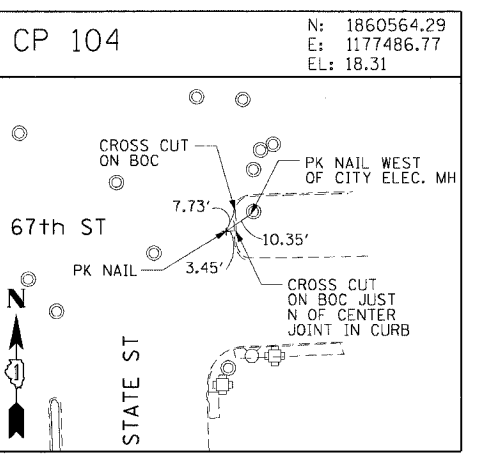 CP 104
N: 1860564.29
E: 1177486.77
EL: 18.31
CROSS CUT
ON BOC
PK NAIL WEST
OF CITY ELEC. MH
7.73'
67th ST
10.35'
PK NAIL
3.45'
CROSS CUT
ON BOC JUST
N OF CENTER
JOINT IN CURB
N
1
STATE ST